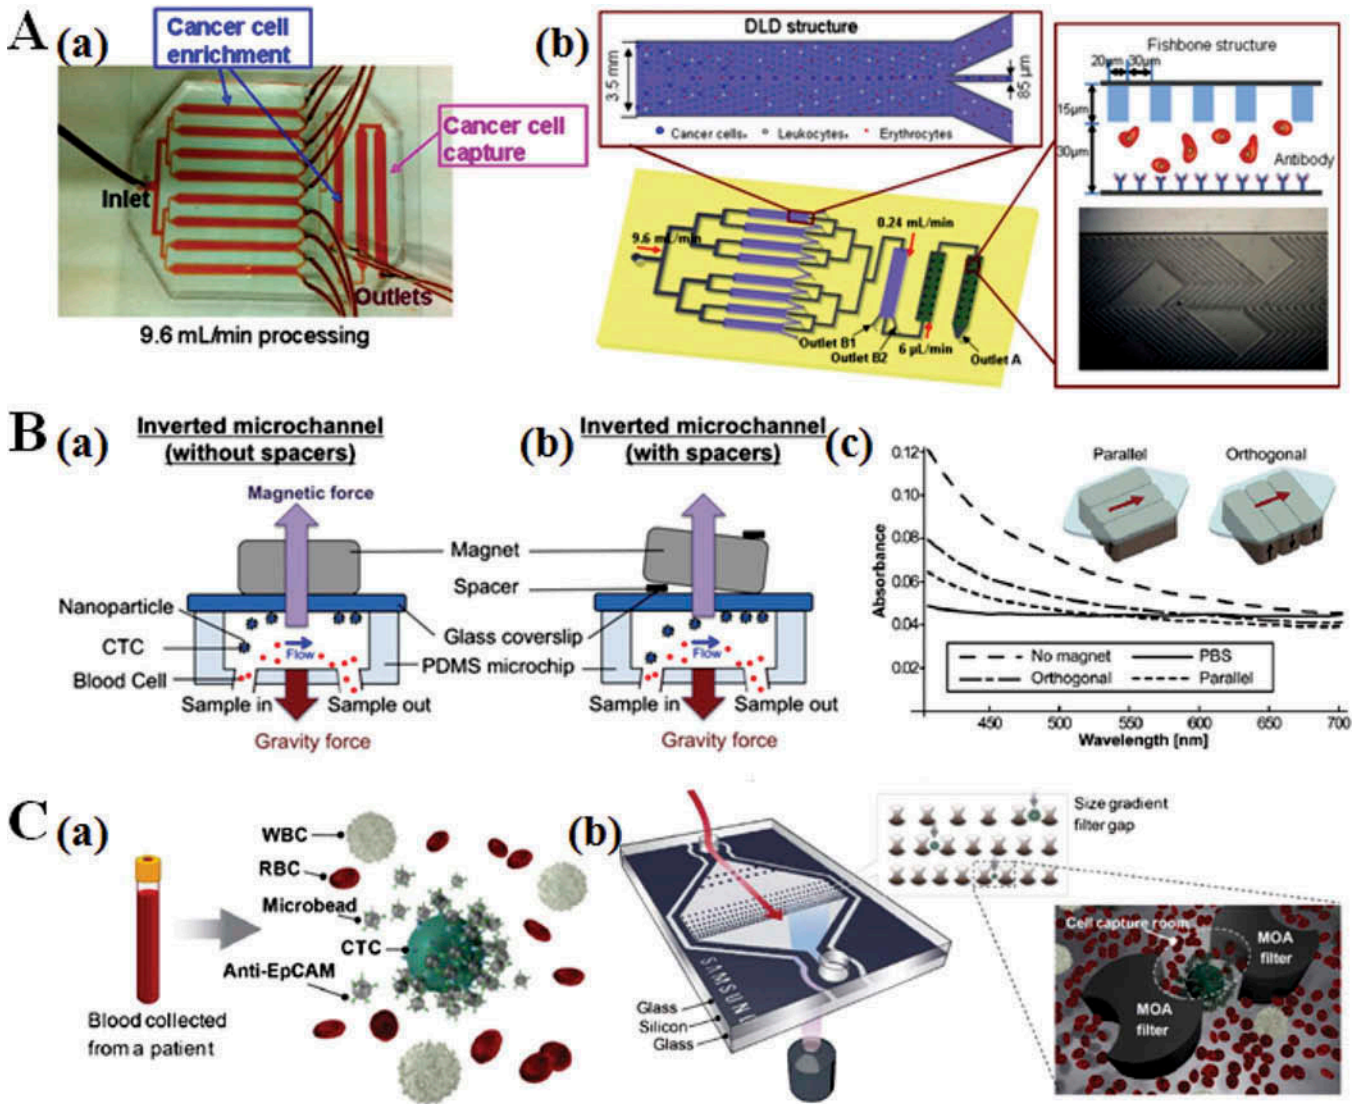 A
(a)
Cancer cell
enrichment
Cancer cell
capture
Inlet
Outlets
9.6 mL/min processing
(b)
DLD structure
3.5 mm
85 μm
Cancer cells
Leukocytes
Erythrocytes
9.6 mL/min
0.24 mL/min
Outlet B1
Outlet B2
6 μL/min
Outlet A
Fishbone structure
20μm 30μm
15μm
30μm
Antibody
B
(a)
Inverted microchannel
(without spacers)
Magnetic force
Magnet
Spacer
Nanoparticle
CTC
Blood Cell
Flow
Glass coverslip
PDMS microchip
Sample in
Sample out
Gravity force
(b)
Inverted microchannel
(with spacers)
Flow
Sample in
Sample out
Gravity force
(c)
Absorbance
0.12
0.10
0.08
0.06
0.04
0.02
Parallel
Orthogonal
No magnet
PBS
Orthogonal
Parallel
450 500 550 600 650 700
Wavelength [nm]
C
(a)
Blood collected
from a patient
WBC
RBC
Microbead
CTC
Anti-EpCAM
(b)
SAMSUNG
Glass
Silicon
Glass
Size gradient
filter gap
Cell capture room
MOA
filter
MOA
filter